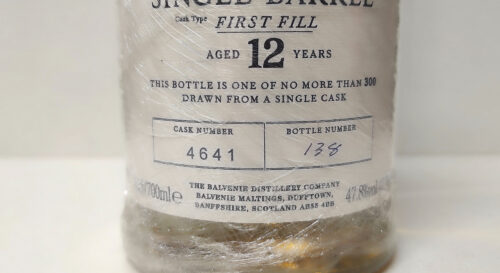 SINGLE BARREL
Cask Type FIRST FILL
AGED 12 YEARS
THIS BOTTLE IS ONE OF NO MORE THAN 300
DRAWN FROM A SINGLE CASK
CASK NUMBER BOTTLE NUMBER
4641 138
THE BALVENIE DISTILLERY COMPANY
BALVENIE MALTINGS, DUFFTOWN,
BANFFSHIRE, SCOTLAND AB55 4BB
700ml e 47.8%